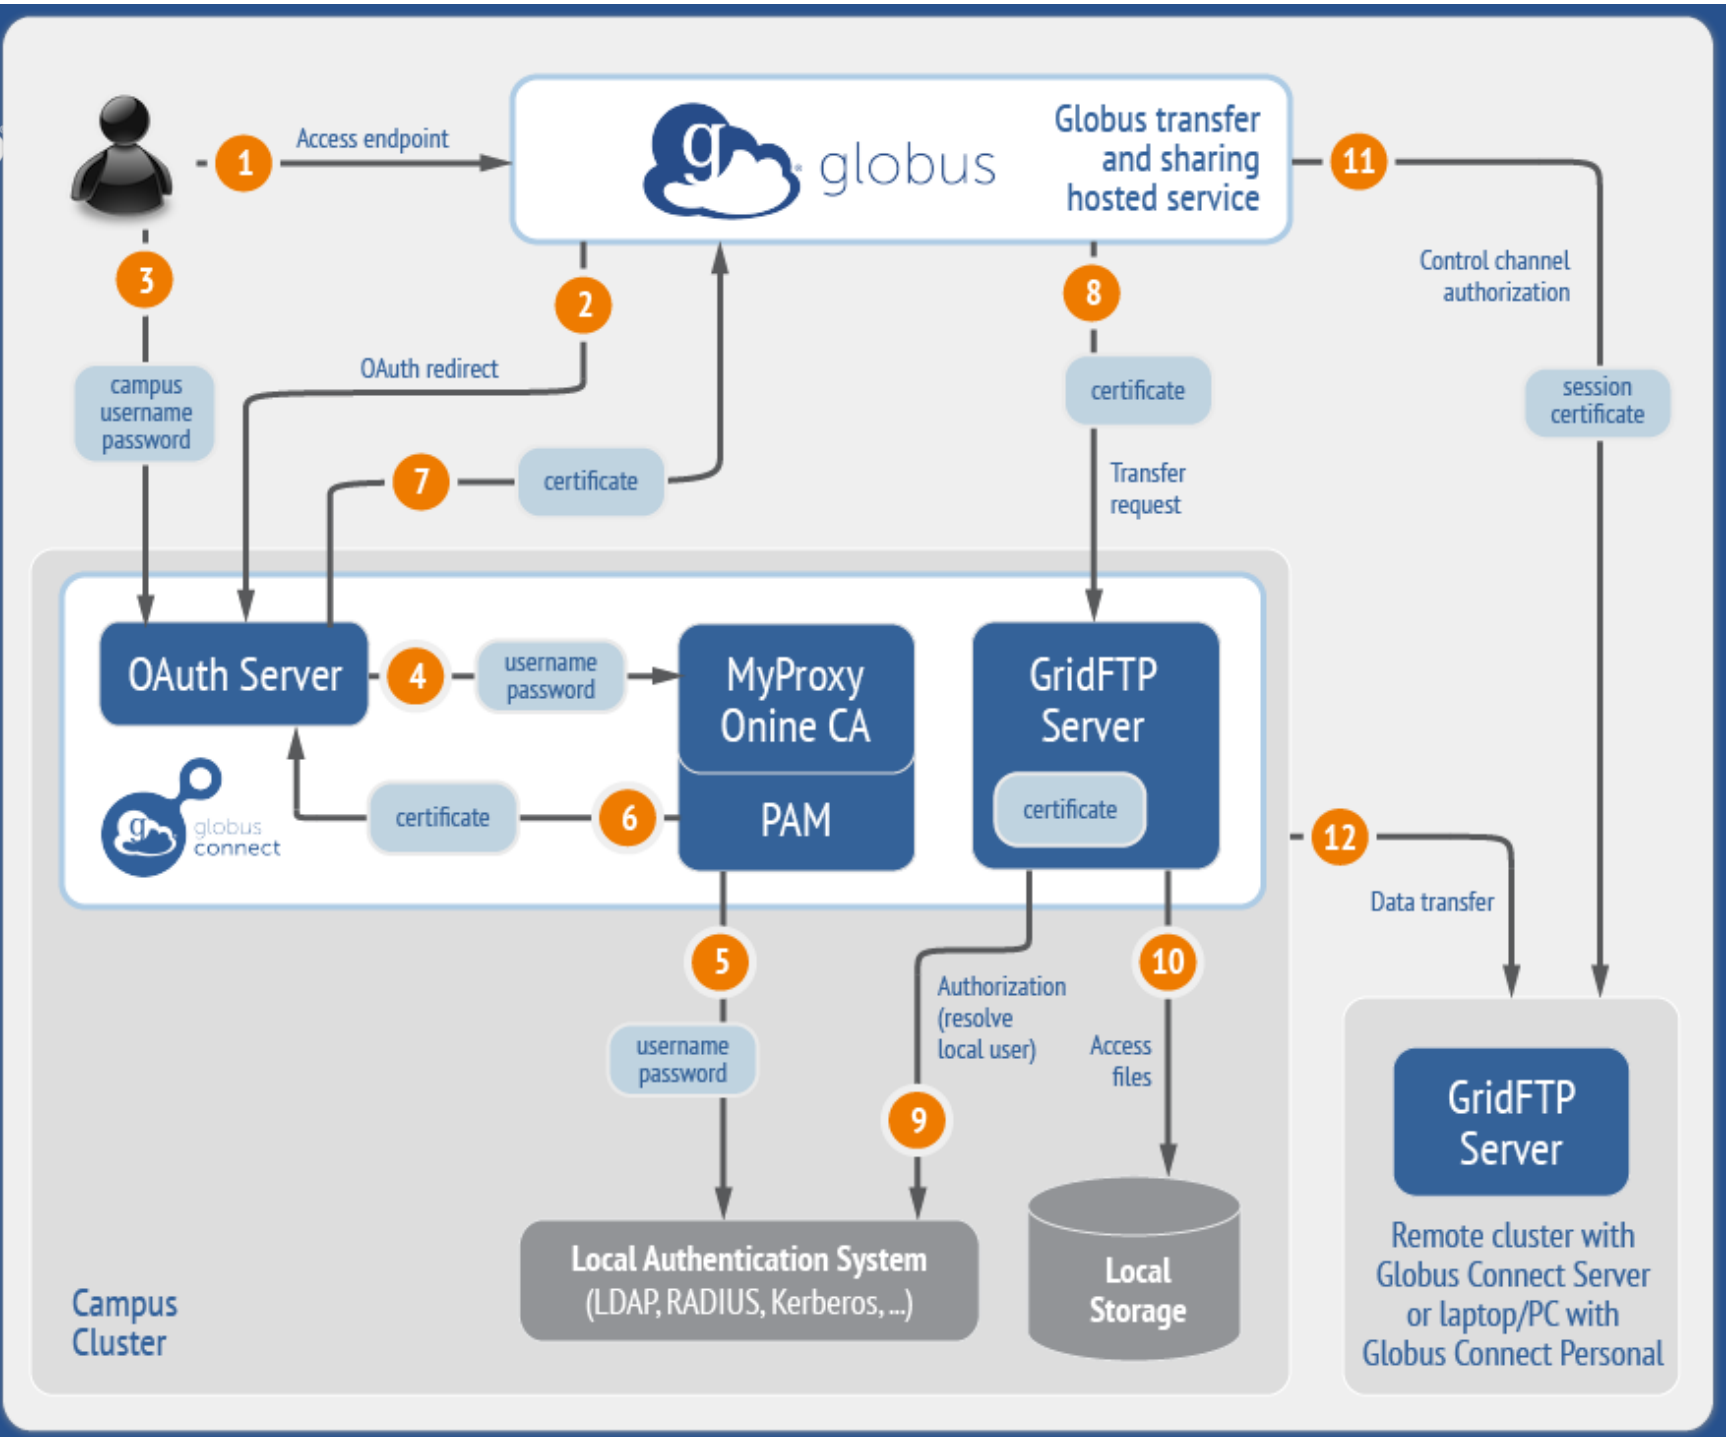 1
Access endpoint
g
globus
Globus transfer
and sharing
hosted service
11
3
2
8
Control channel
authorization
OAuth redirect
campus
username
password
certificate
session
certificate
7
certificate
Transfer
request
OAuth Server
4
username
password
MyProxy
Onine CA
GridFTP
Server
g
globus
connect
certificate
6
PAM
certificate
12
Data transfer
5
10
Authorization
(resolve
local user)
Access
files
username
password
9
GridFTP
Server
Local Authentication System
(LDAP, RADIUS, Kerberos, ...)
Local
Storage
Remote cluster with
Globus Connect Server
or laptop/PC with
Globus Connect Personal
Campus
Cluster